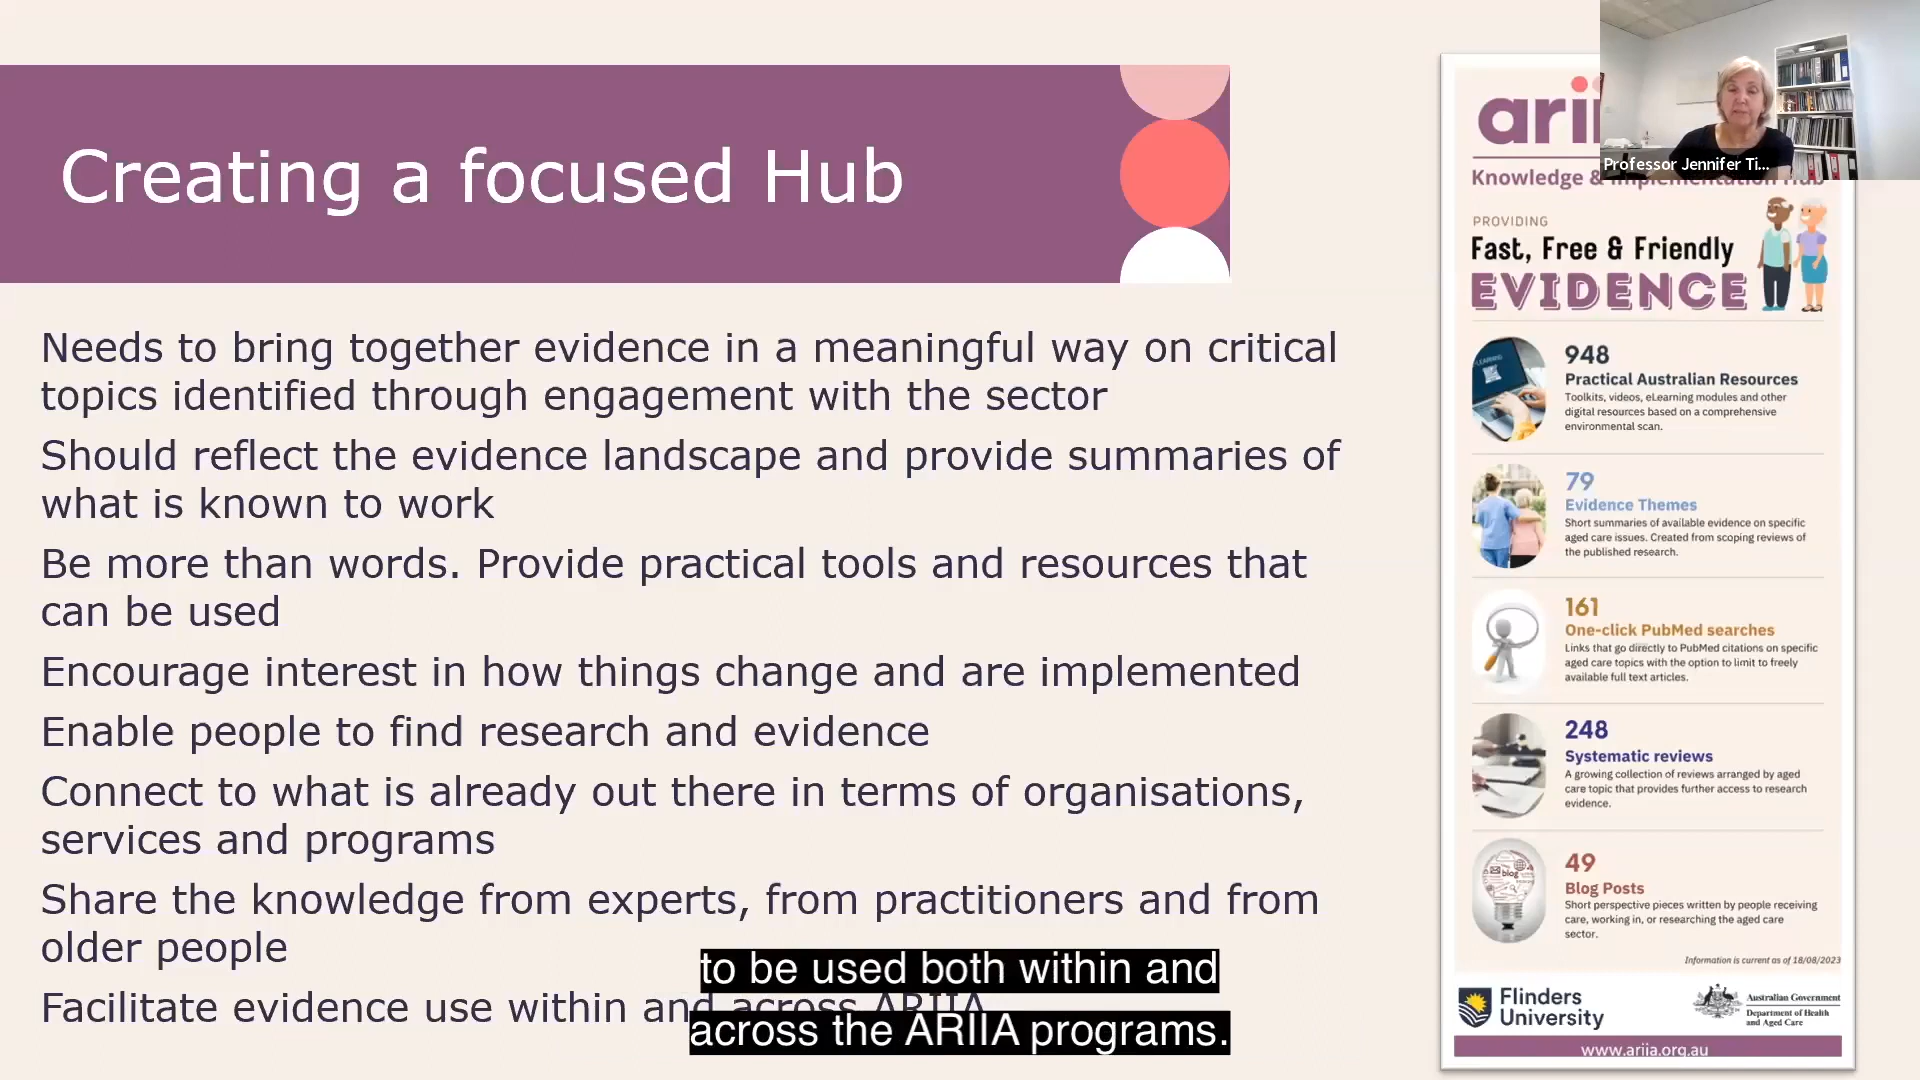 Creating a focused Hub
Needs to bring together evidence in a meaningful way on critical
topics identified through engagement with the sector
Should reflect the evidence landscape and provide summaries of
what is known to work
Be more than words. Provide practical tools and resources that
can be used
Encourage interest in how things change and are implemented
Enable people to find research and evidence
Connect to what is already out there in terms of organisations,
services and programs
Share the knowledge from experts, from practitioners and from
older people
Facilitate evidence use within and across ARIIA
to be used both within and
across the ARIIA programs.
Professor Jennifer Ti...
Knowledge & Implementation Hub
PROVIDING
Fast, Free & Friendly
EVIDENCE
948
Practical Australian Resources
Toolkits, videos, eLearning modules and other
digital resources based on a comprehensive
environmental scan.
79
Evidence Themes
Short summaries of available evidence on specific
aged care issues. Created from scoping reviews of
the published research.
161
One-click PubMed searches
Links that go directly to PubMed citations on specific
aged care topics with the option to limit to freely
available full text articles.
248
Systematic reviews
A growing collection of reviews arranged by aged
care topic that provides further access to research
evidence.
blog
49
Blog Posts
Short perspective pieces written by people receiving
care, working in, or researching the aged care
sector.
Information is current as of 18/08/2023
Flinders
University
Australian Government
Department of Health
and Aged Care
www.ariia.org.au